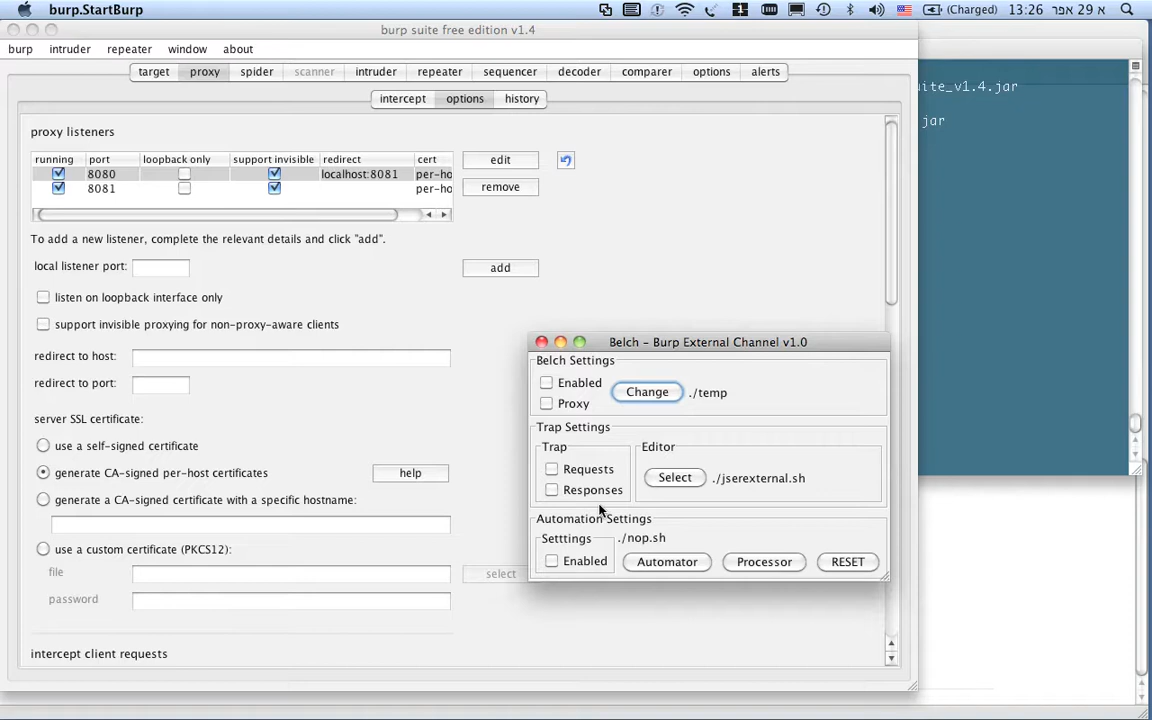 burp.StartBurp (Charged) 13:26 א 29 אפר
burp suite free edition v1.4
burp intruder repeater window about
target proxy spider scanner intruder repeater sequencer decoder comparer options alerts
uite_v1.4.jar
intercept options history
jar
proxy listeners
running port loopback only support invisible redirect cert
edit
8080 localhost:8081 per-ho
8081 per-ho
remove
To add a new listener, complete the relevant details and click "add".
local listener port:
add
listen on loopback interface only
support invisible proxying for non-proxy-aware clients
redirect to host:
redirect to port:
server SSL certificate:
use a self-signed certificate
generate CA-signed per-host certificates
help
generate a CA-signed certificate with a specific hostname:
use a custom certificate (PKCS12):
file
select
password
intercept client requests
Belch - Burp External Channel v1.0
Belch Settings
Enabled
Change ./temp
Proxy
Trap Settings
Trap Editor
Requests
Select ./jserexternal.sh
Responses
Automation Settings
Setttings ./nop.sh
Enabled Automator Processor RESET